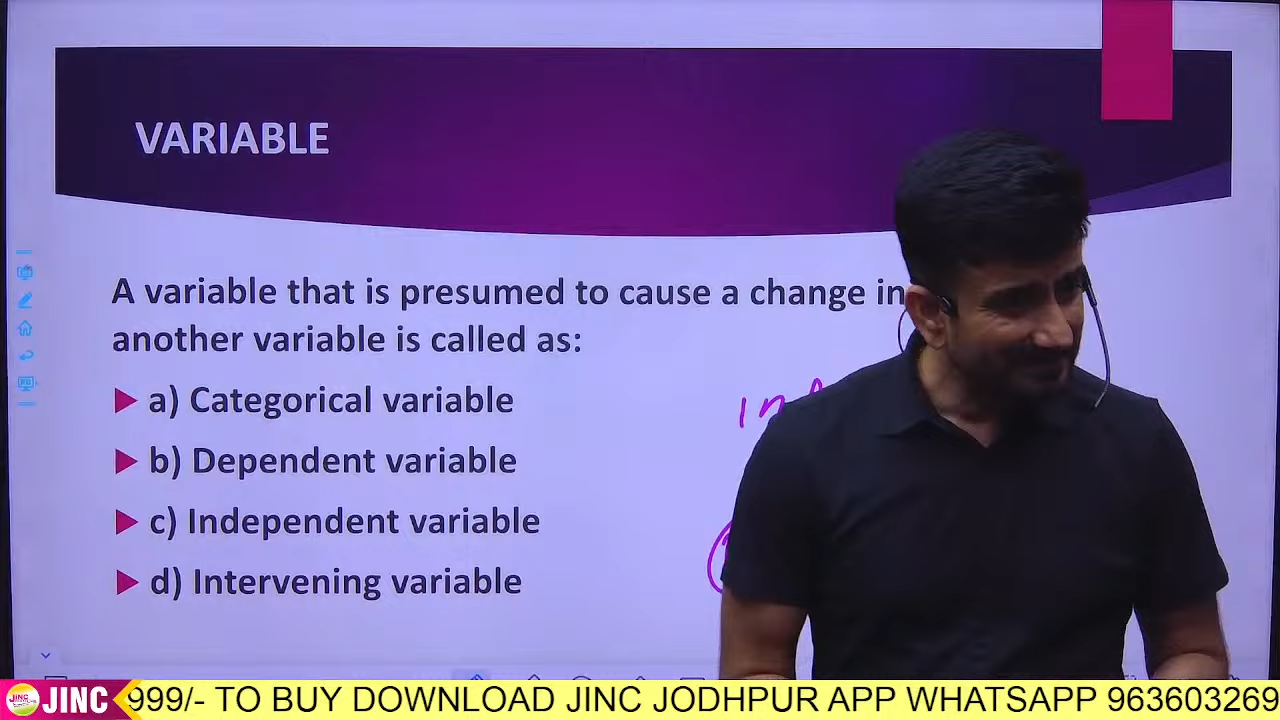 VARIABLE
A variable that is presumed to cause a change in
another variable is called as:
a) Categorical variable
b) Dependent variable
c) Independent variable
d) Intervening variable
JINC 999/- TO BUY DOWNLOAD JINC JODHPUR APP WHATSAPP 963603269